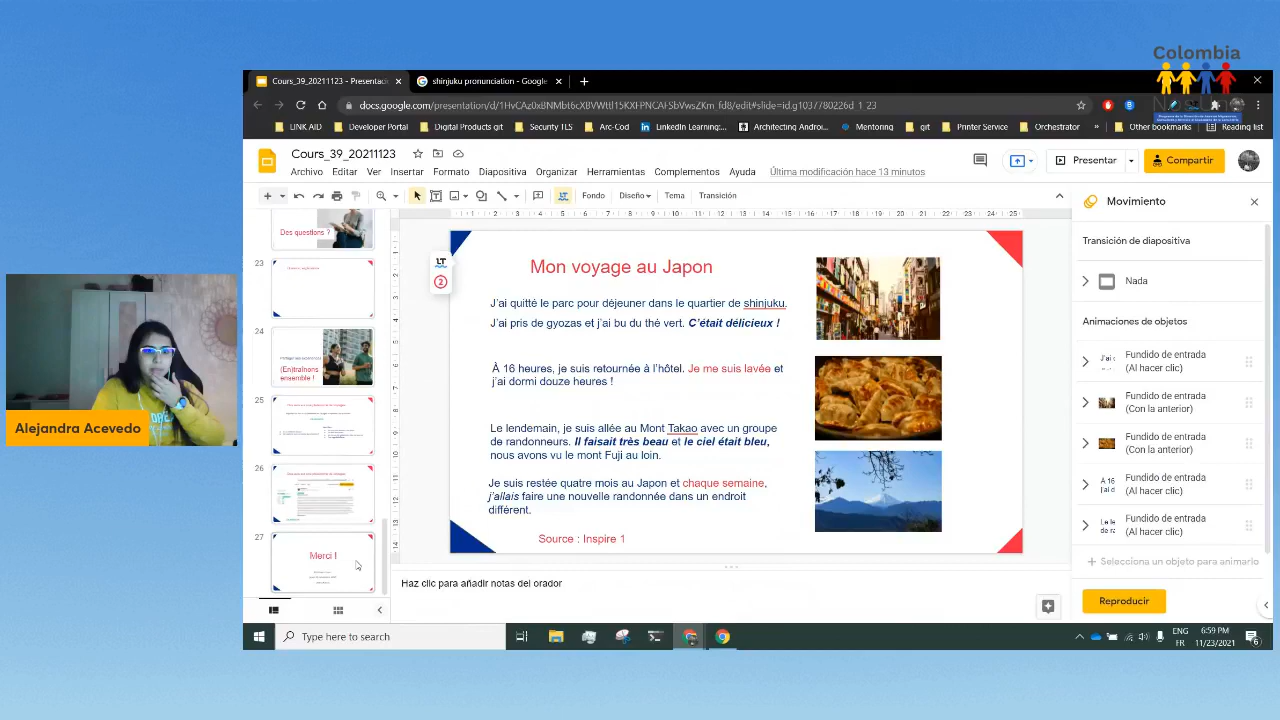 Colombia
Nos Une
Cours_39_20211123 - Presentaci
shinjuku pronunciation - Google
docs.google.com/presentation/d/
/edit#slide=id.g1037780226d_1_23
LINK AID
Developer Portal
Digital Products of
Security TLS
Arc-Cod
LinkedIn Learning:...
Architecting Androi...
Mentoring
git
Printer Service
Orchestrator
»
Other bookmarks
Reading list
Cours_39_20211123
Archivo
Editar
Ver
Insertar
Formato
Diapositiva
Organizar
Herramientas
Complementos
Ayuda
Última modificación hace 13 minutos
Presentar
Compartir
Fondo
Diseño
Tema
Transición
Movimiento
Transición de diapositiva
Nada
Animaciones de objetos
Fundido de entrada
(Al hacer clic)
Fundido de entrada
(Con la anterior)
Fundido de entrada
(Con la anterior)
Fundido de entrada
(Al hacer clic)
Fundido de entrada
(Al hacer clic)
Selecciona un objeto para animarlo
Reproducir
Des questions ?
23
24
(En)traînons
ensemble !
25
26
27
Merci !
LT
2
Mon voyage au Japon
J'ai quitté le parc pour déjeuner dans le quartier de shinjuku.
J'ai pris de gyozas et j'ai bu du thé vert. C'était délicieux !
À 16 heures, je suis retournée à l'hôtel. Je me suis levée et
j'ai dormi douze heures !
Le lendemain, je suis allée au Mont Takao avec un groupe
de randonneurs. Il faisait très beau et le ciel était bleu,
nous avons vu le mont Fuji au loin.
Je suis restée quatre mois au Japon et chaque semaine,
j'allais faire une nouvelle randonnée dans un endroit
différent.
Source : Inspire 1
Haz clic para añadir notas del orador
Alejandra Acevedo
Type here to search
ENG
FR
6:59 PM
11/23/2021
6